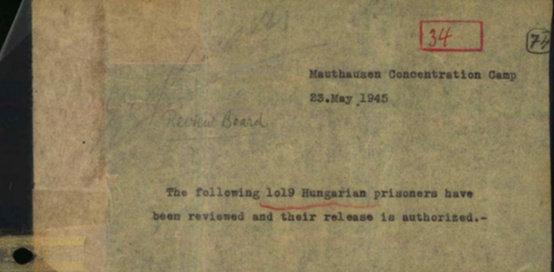 34
74
Mauthausen Concentration Camp
23.May 1945
Review Board
The following 1o19 Hungarian prisoners have
been reviewed and their release is authorized.-